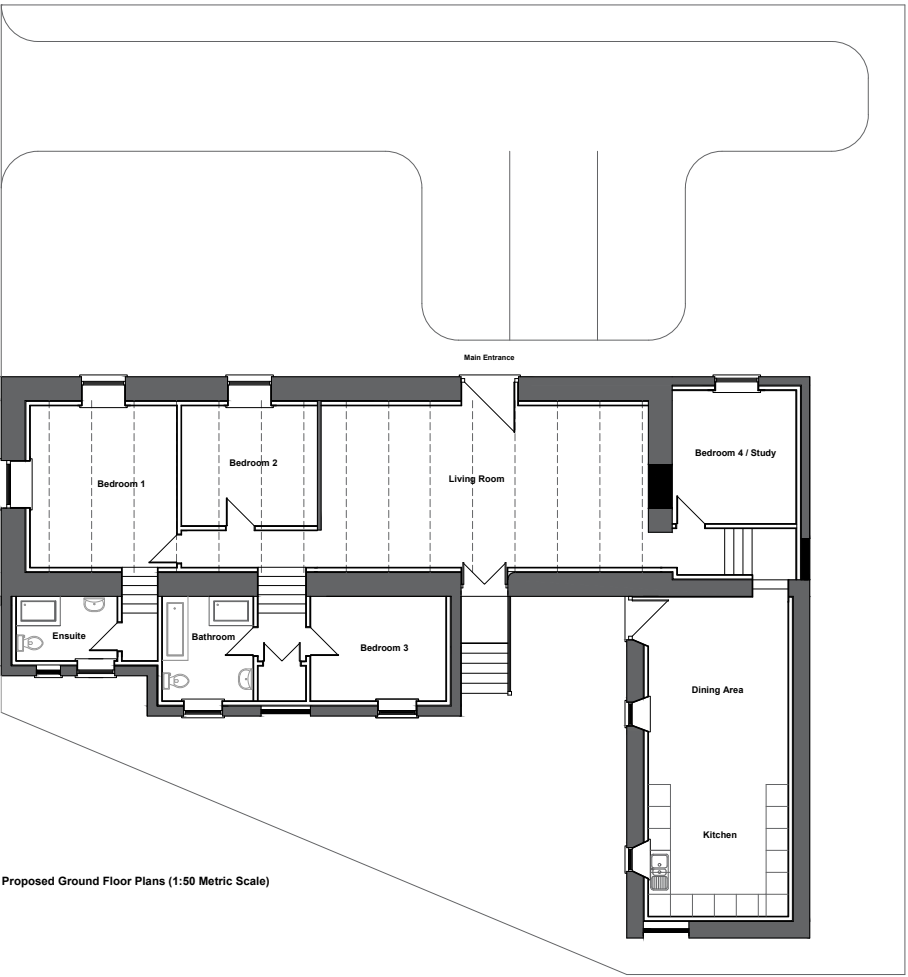 Main Entrance
Bedroom 1
Bedroom 2
Living Room
Bedroom 4 / Study
Ensuite
Bathroom
Bedroom 3
Dining Area
Kitchen
Proposed Ground Floor Plans (1:50 Metric Scale)